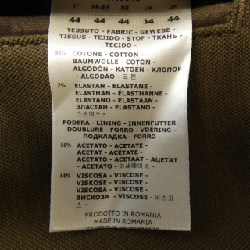 44 44 44 44
TESSUTO - FABRIC - GEWEBE -
TISSUS - TEJIDO - STOF - ТКАНЬ -
TECIDO -
COTONE - COTTON -
BAUMWOLLE - COTON -
ALGODÓN - KATOEN - ХЛОПОК
- ALGODÃO -
ELASTAN - ELASTANE -
ELASTHAN - ELASTHANNE -
ELASTANO - ELASTAAN -
ЭЛАСТАН - ELASTANO -
FODERA - LINING - INNENFUTTER -
DOUBLURE - FORRO - VOERING -
ПОДКЛАДКА - FORRO -
ACETATO - ACETATE -
ACETAT - ACETATE -
ACETATO - ACETAAT - АЦЕТАТ
- ACETATO -
VISCOSA - VISCOSE -
VISKOSE - VISCOSE -
VISCOSA - VISCOSE -
ВИСКОЗА - VISCOSE -
PRODOTTO IN ROMANIA
MADE IN ROMANIA